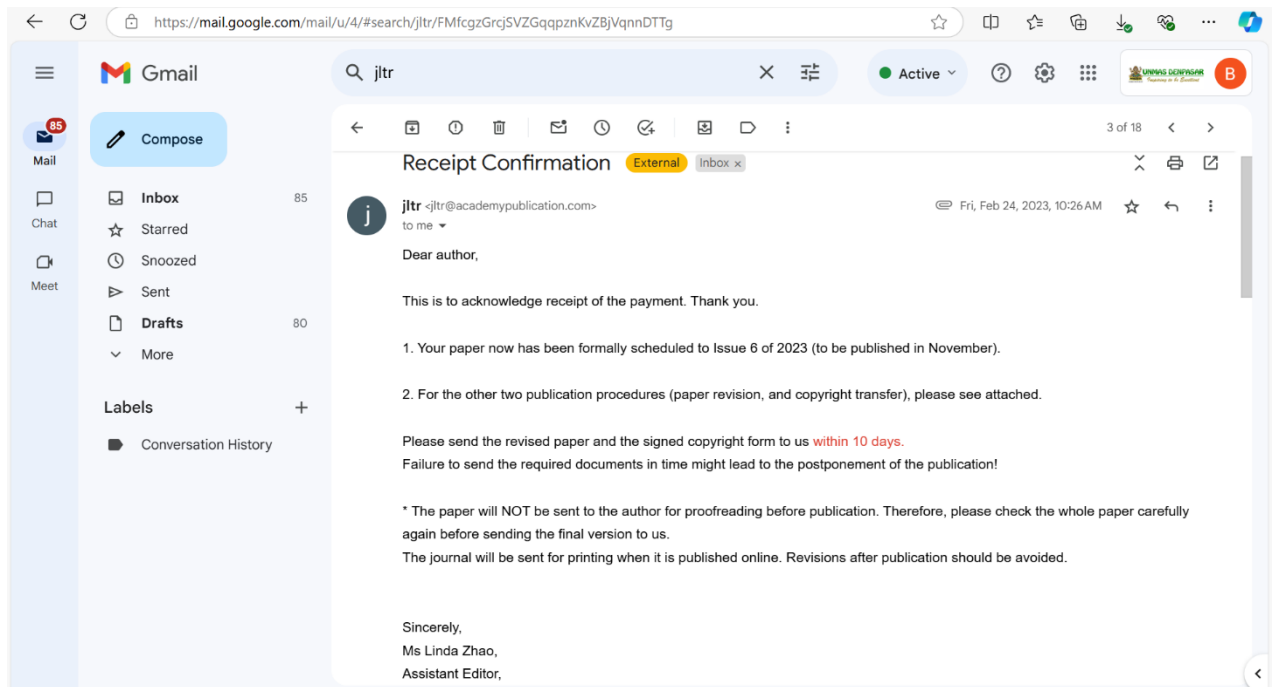 https://mail.google.com/mail/u/4/#search/jltr/FMfcgzGrcjSVZGqqpznKvZBjVqnnDTTg
Gmail
jltr
Active
UNMAS DENPASAR
B
85
Mail
Chat
Meet
Compose
Inbox 85
Starred
Snoozed
Sent
Drafts 80
More
Labels
Conversation History
3 of 18
Receipt Confirmation External Inbox x
j
jltr <jltr@academypublication.com> Fri, Feb 24, 2023, 10:26 AM
to me
Dear author,
This is to acknowledge receipt of the payment. Thank you.
1. Your paper now has been formally scheduled to Issue 6 of 2023 (to be published in November).
2. For the other two publication procedures (paper revision, and copyright transfer), please see attached.
Please send the revised paper and the signed copyright form to us within 10 days.
Failure to send the required documents in time might lead to the postponement of the publication!
* The paper will NOT be sent to the author for proofreading before publication. Therefore, please check the whole paper carefully
again before sending the final version to us.
The journal will be sent for printing when it is published online. Revisions after publication should be avoided.
Sincerely,
Ms Linda Zhao,
Assistant Editor,